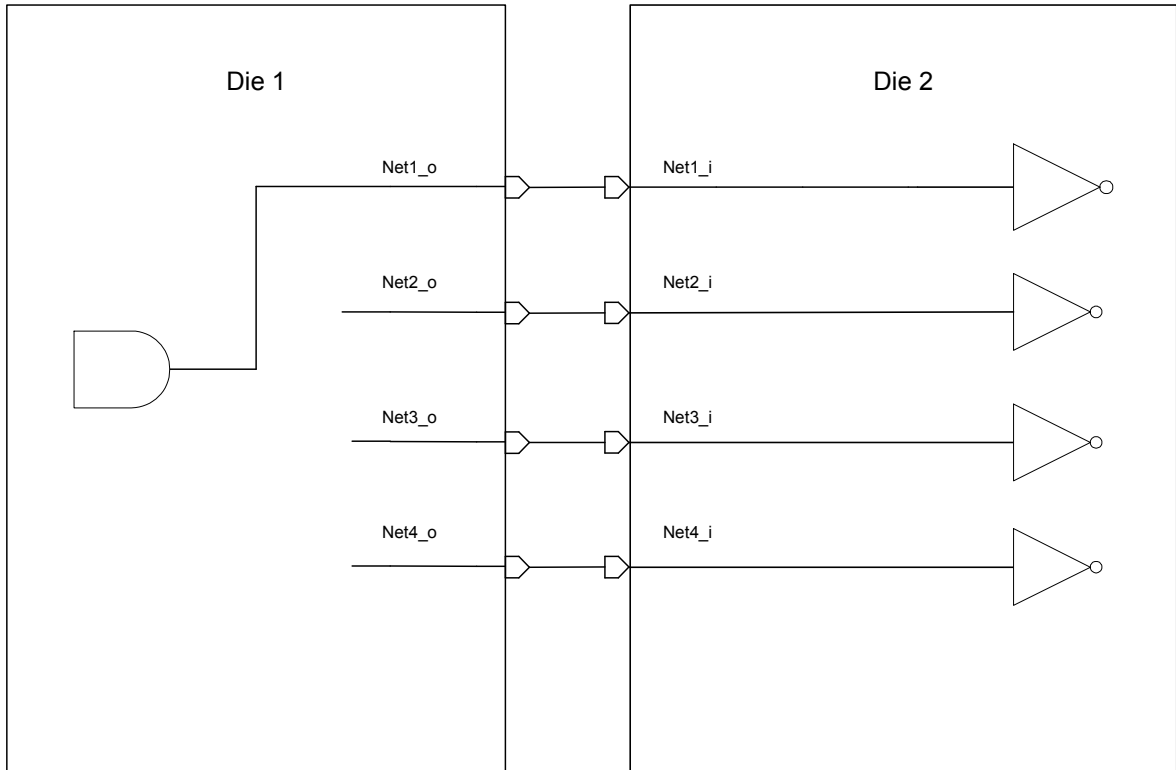 Die 1
Die 2
Net1_o
Net1_i
Net2_o
Net2_i
Net3_o
Net3_i
Net4_o
Net4_i